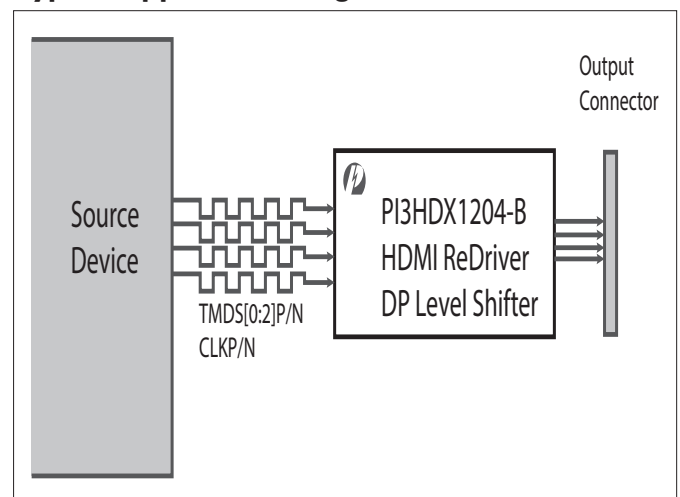 Source
Device
TMDS[0:2]P/N
CLKP/N
PI3HDX1204-B
HDMI ReDriver
DP Level Shifter
Output
Connector